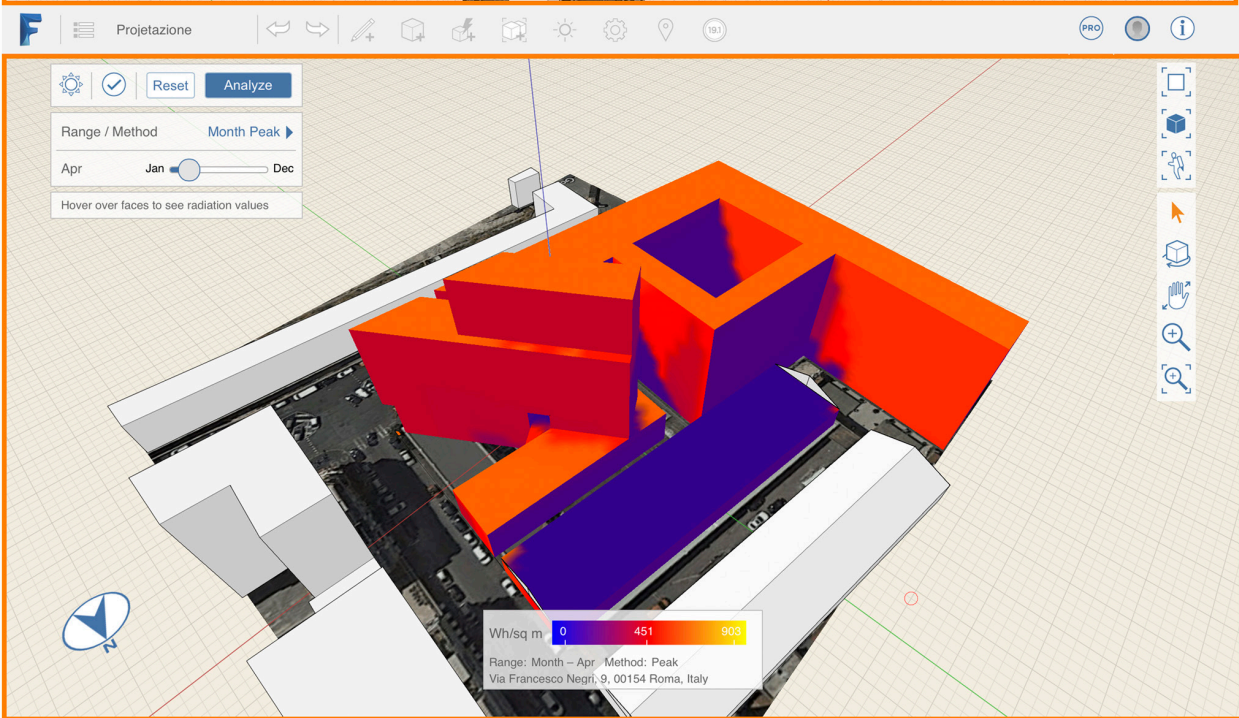 F Projetazione 19.1 PRO i
Reset Analyze
Range / Method Month Peak
Apr Jan Dec
Hover over faces to see radiation values
N
Wh/sq m 0 451 903
Range: Month – Apr Method: Peak
Via Francesco Negri, 9, 00154 Roma, Italy